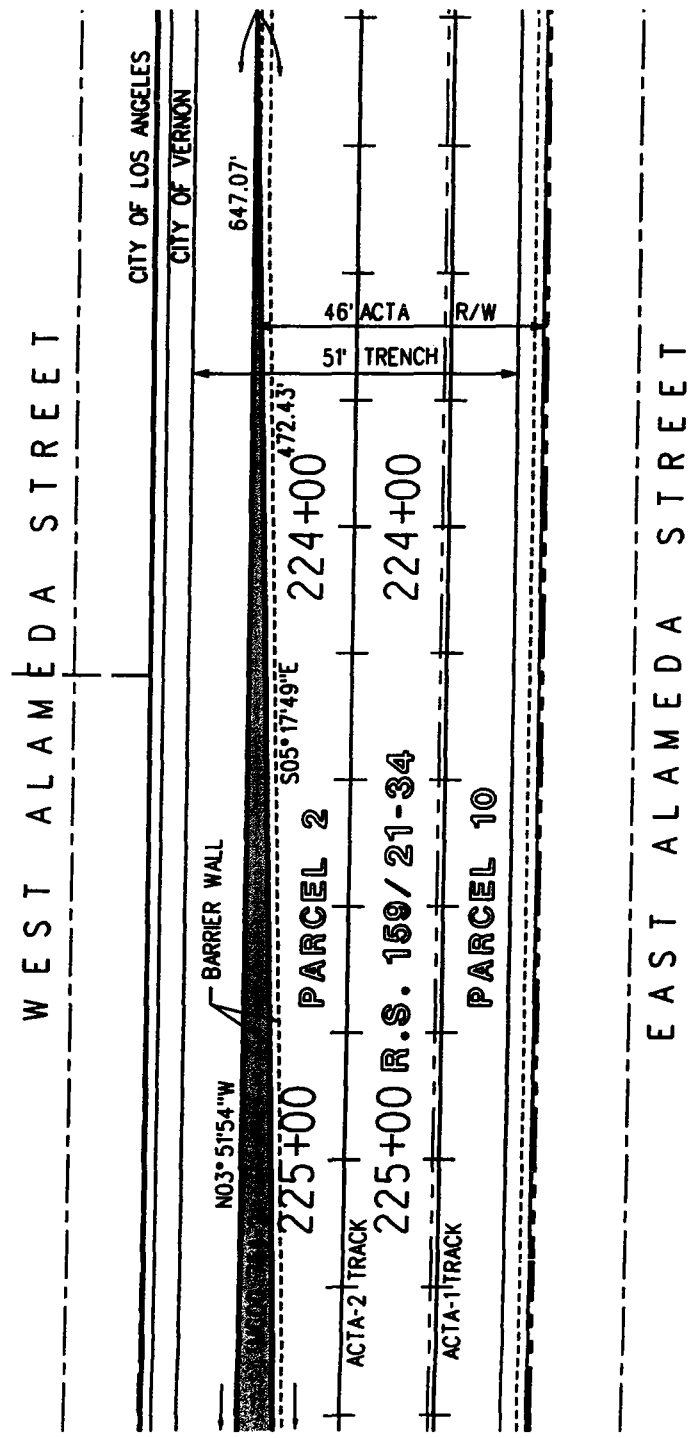 CITY OF LOS ANGELES
CITY OF VERNON
647.07'
46' ACTA R/W
51' TRENCH
WEST ALAMEDA STREET
EAST ALAMEDA STREET
472.43'
224+00
224+00
S05°17'49"E
BARRIER WALL
PARCEL 2
R.S. 159/21-34
PARCEL 10
N03°51'54"W
225+00
225+00
ACTA-2 TRACK
ACTA-1 TRACK